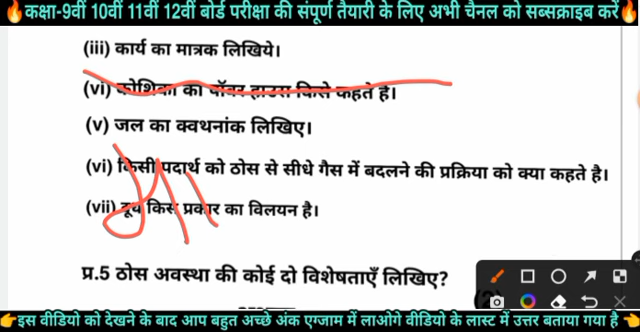 कक्षा-9वीं 10वीं 11वीं 12वीं बोर्ड परीक्षा की संपूर्ण तैयारी के लिए अभी चैनल को सब्सक्राइब करें
(iii) कार्य का मात्रक लिखिये।
(vi) कोशिका का पॉवर हाउस किसे कहते है।
(v) जल का क्वथनांक लिखिए।
(vi) किसी पदार्थ को ठोस से सीधे गैस में बदलने की प्रक्रिया को क्या कहते है।
(vii) दूध किस प्रकार का विलयन है।
प्र.5 ठोस अवस्था की कोई दो विशेषताएँ लिखिए?
इस वीडियो को देखने के बाद आप बहुत अच्छे अंक एग्जाम में लाओगे वीडियो के लास्ट में उत्तर बताया गया है